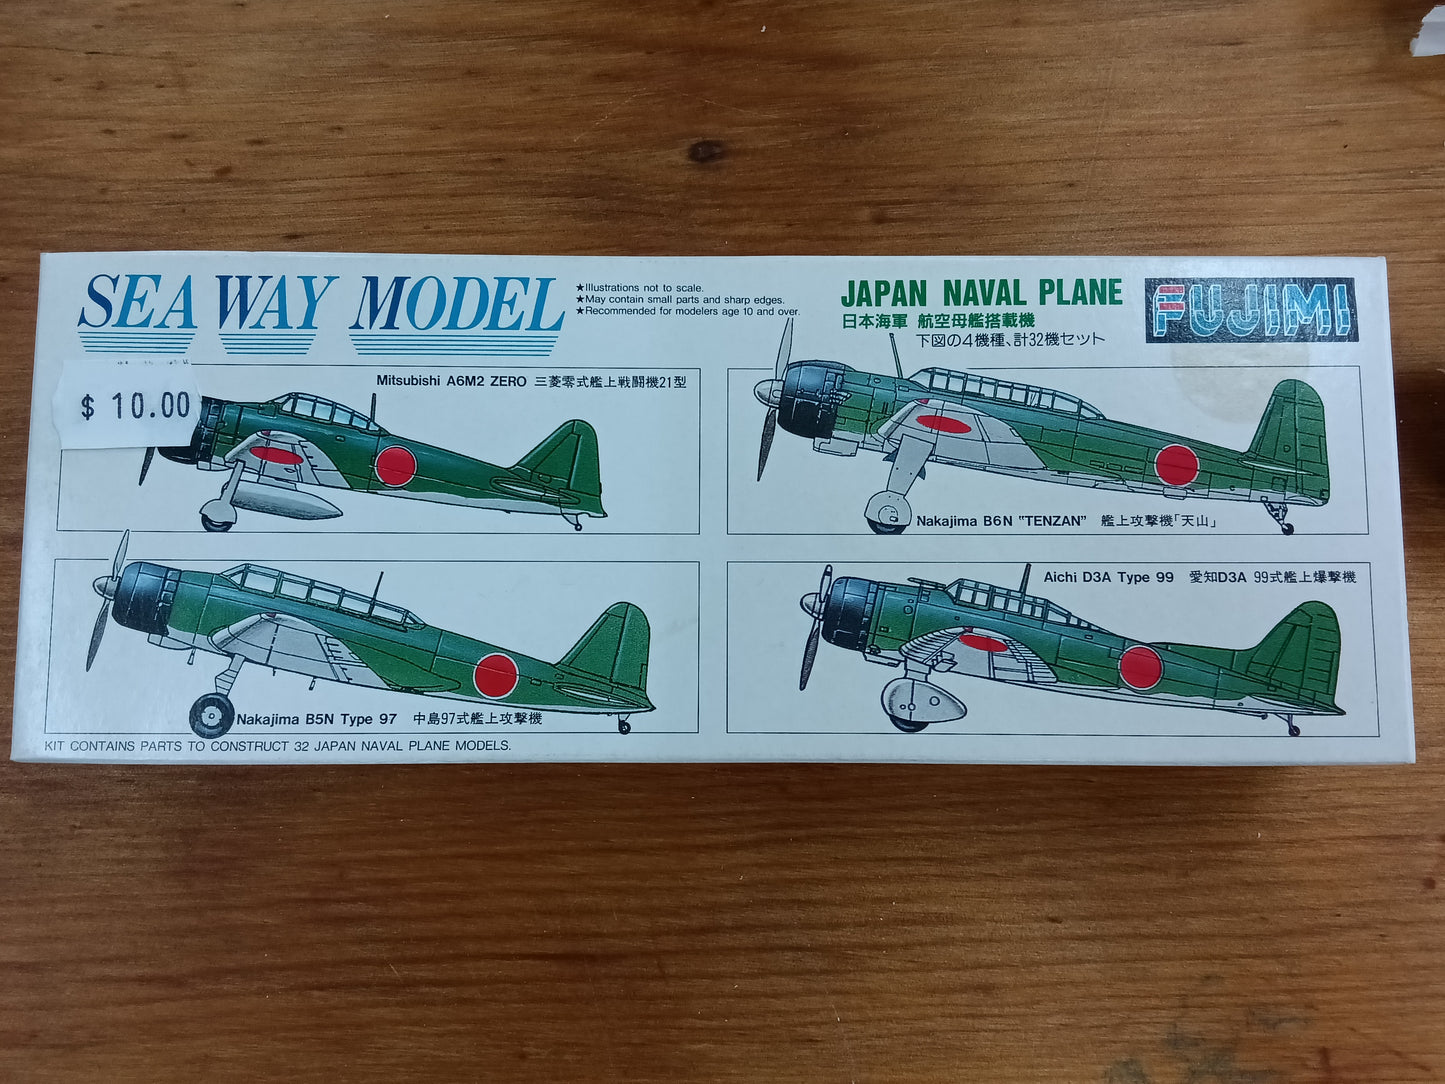 SEA WAY MODEL
★Illustrations not to scale.
★May contain small parts and sharp edges.
★Recommended for modelers age 10 and over.
JAPAN NAVAL PLANE
日本海軍 航空母艦搭載機
下図の4機種、計32機セット
FUJIMI
$ 10.00
Mitsubishi A6M2 ZERO 三菱零式艦上戦闘機21型
Nakajima B6N "TENZAN" 艦上攻撃機「天山」
Nakajima B5N Type 97 中島97式艦上攻撃機
Aichi D3A Type 99 愛知D3A 99式艦上爆撃機
KIT CONTAINS PARTS TO CONSTRUCT 32 JAPAN NAVAL PLANE MODELS.